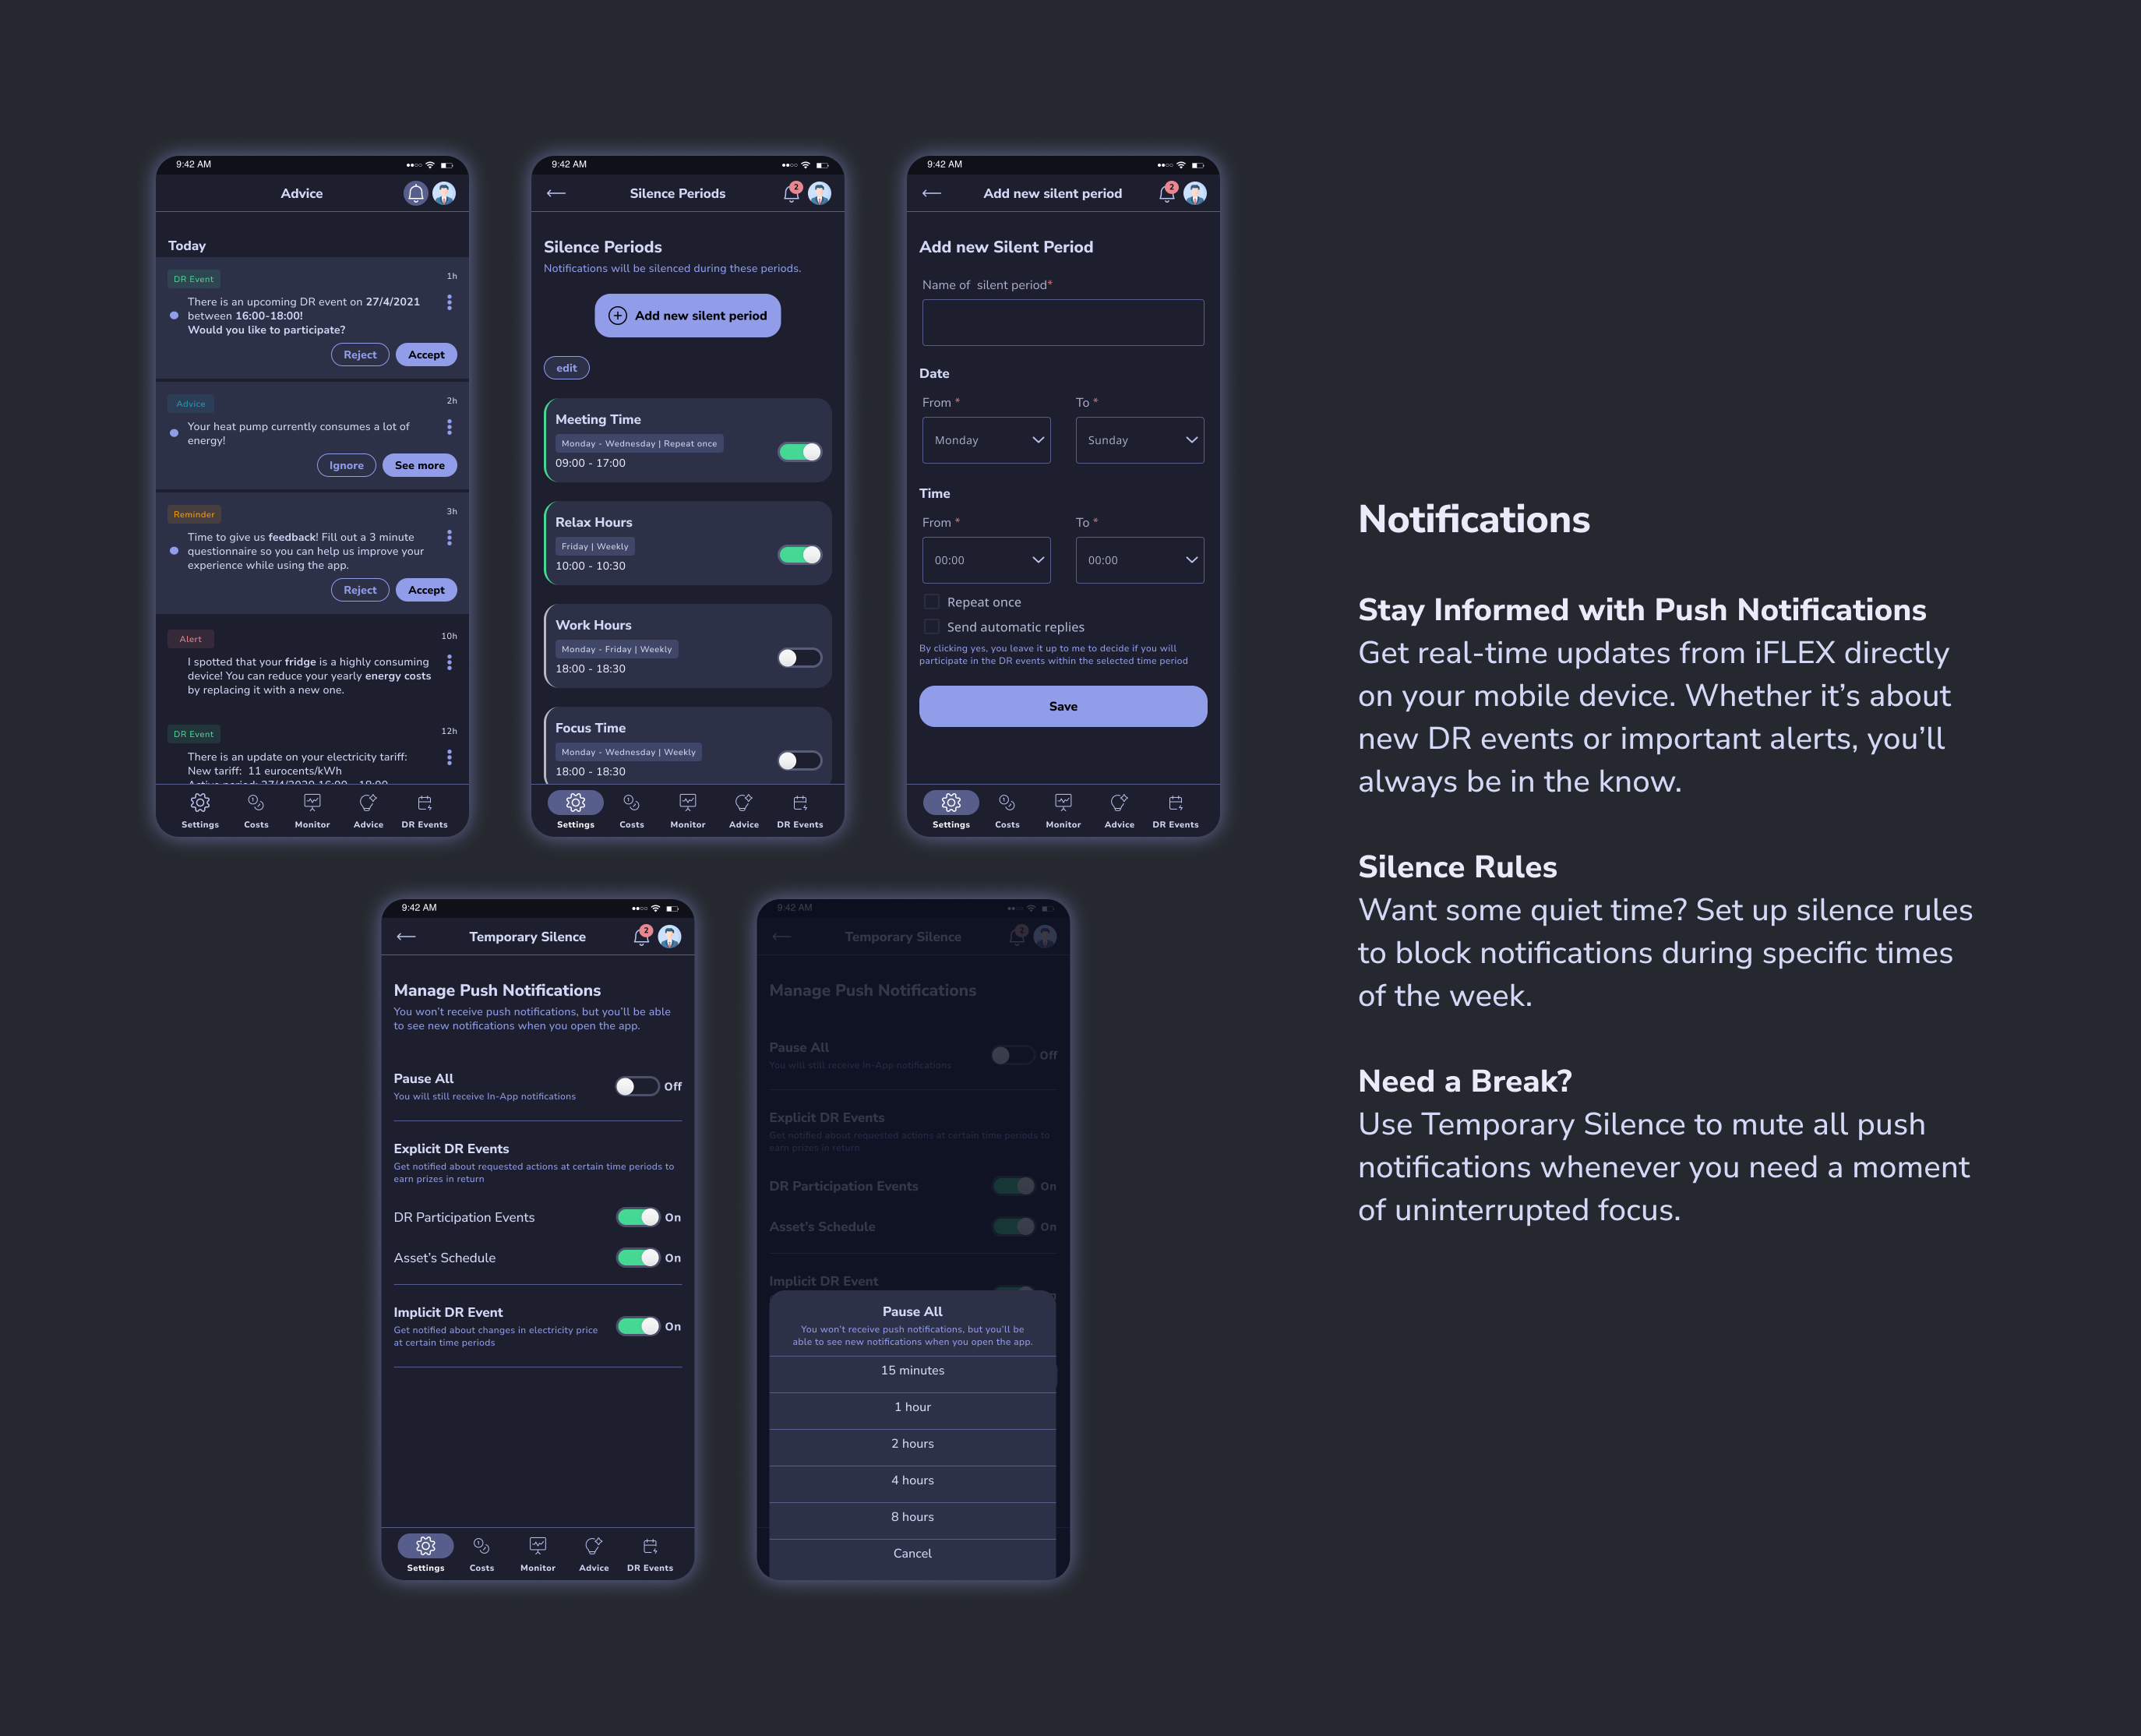 9:42 AM
Advice
Today
DR Event
1h
There is an upcoming DR event on 27/4/2021
between 16:00-18:00!
Would you like to participate?
Reject
Accept
Advice
2h
Your heat pump currently consumes a lot of
energy!
Ignore
See more
Reminder
3h
Time to give us feedback! Fill out a 3 minute
questionnaire so you can help us improve your
experience while using the app.
Reject
Accept
Alert
10h
I spotted that your fridge is a highly consuming
device! You can reduce your yearly energy costs
by replacing it with a new one.
DR Event
12h
There is an update on your electricity tariff:
New tariff: 11 eurocents/kWh
Settings
Costs
Monitor
Advice
DR Events
9:42 AM
Silence Periods
2
Silence Periods
Notifications will be silenced during these periods.
Add new silent period
edit
Meeting Time
Monday - Wednesday | Repeat once
09:00 - 17:00
Relax Hours
Friday | Weekly
10:00 - 10:30
Work Hours
Monday - Friday | Weekly
18:00 - 18:30
Focus Time
Monday - Wednesday | Weekly
18:00 - 18:30
Settings
Costs
Monitor
Advice
DR Events
9:42 AM
Add new silent period
2
Add new Silent Period
Name of silent period*
Date
From *
To *
Monday
Sunday
Time
From *
To *
00:00
00:00
Repeat once
Send automatic replies
By clicking yes, you leave it up to me to decide if you will
participate in the DR events within the selected time period
Save
Settings
Costs
Monitor
Advice
DR Events
9:42 AM
Temporary Silence
2
Manage Push Notifications
You won't receive push notifications, but you'll be able
to see new notifications when you open the app.
Pause All
Off
You will still receive In-App notifications
Explicit DR Events
Get notified about requested actions at certain time periods to
earn prizes in return
DR Participation Events
On
Asset's Schedule
On
Implicit DR Event
Get notified about changes in electricity price
at certain time periods
On
Settings
Costs
Monitor
Advice
DR Events
9:42 AM
Temporary Silence
2
Manage Push Notifications
Pause All
Off
You will still receive In-App notifications
Explicit DR Events
Get notified about requested actions at certain time periods to
earn prizes in return
DR Participation Events
On
Asset's Schedule
On
Implicit DR Event
Pause All
You won't receive push notifications, but you'll be
able to see new notifications when you open the app.
15 minutes
1 hour
2 hours
4 hours
8 hours
Cancel
Notifications
Stay Informed with Push Notifications
Get real-time updates from iFLEX directly
on your mobile device. Whether it's about
new DR events or important alerts, you'll
always be in the know.
Silence Rules
Want some quiet time? Set up silence rules
to block notifications during specific times
of the week.
Need a Break?
Use Temporary Silence to mute all push
notifications whenever you need a moment
of uninterrupted focus.